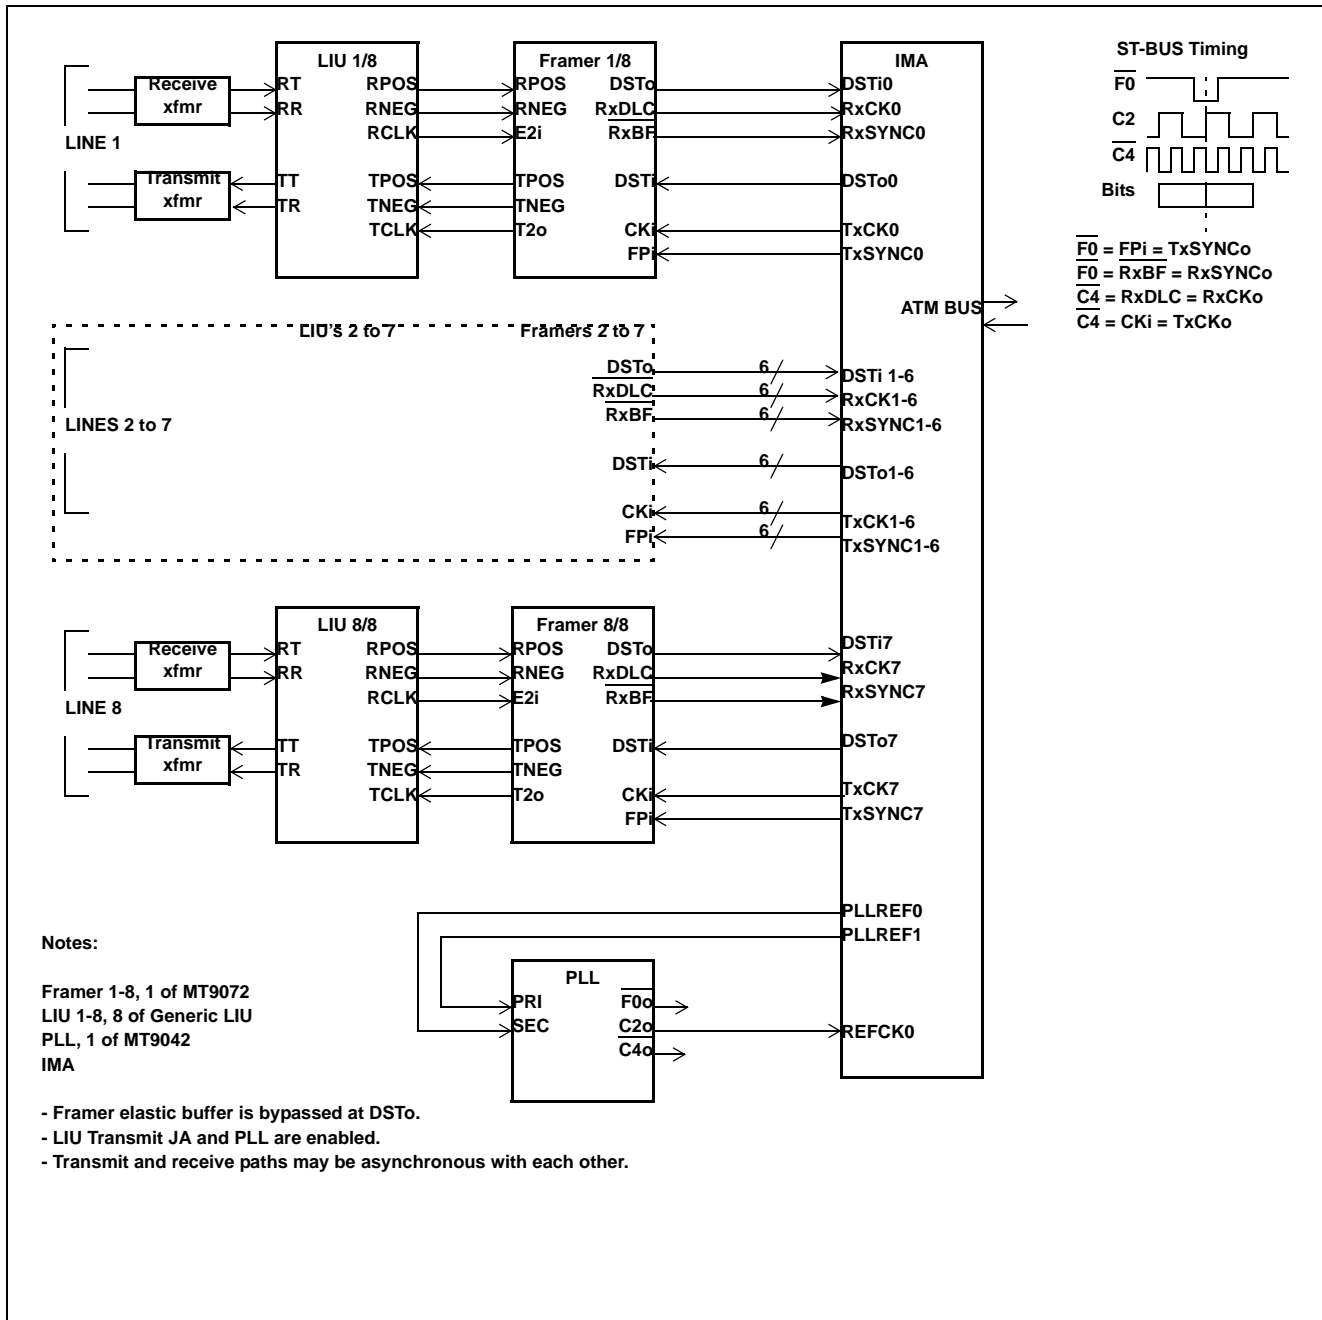 LIU 1/8
Framer 1/8
IMA
ST-BUS Timing
Receive
xfmr
RT
RR
RPOS
RNEG
RCLK
RPOS
RNEG
E2i
DSTo
RxDLC
RxBF
DSTi0
RxCK0
RxSYNC0
F0
C2
C4
Bits
LINE 1
Transmit
xfmr
TT
TR
TPOS
TNEG
TCLK
TPOS
TNEG
T2o
DSTi
CKi
FPi
DSTo0
TxCK0
TxSYNC0
F0 = FPi = TxSYNCo
F0 = RxBF = RxSYNCo
C4 = RxDLC = RxCKo
C4 = CKi = TxCKo
ATM BUS
LIU's 2 to 7
Framers 2 to 7
LINES 2 to 7
DSTo
RxDLC
RxBF
DSTi
CKi
FPi
6
6
6
6
6
6
DSTi 1-6
RxCK1-6
RxSYNC1-6
DSTo1-6
TxCK1-6
TxSYNC1-6
LIU 8/8
Framer 8/8
Receive
xfmr
RT
RR
RPOS
RNEG
RCLK
RPOS
RNEG
E2i
DSTo
RxDLC
RxBF
DSTi7
RxCK7
RxSYNC7
LINE 8
Transmit
xfmr
TT
TR
TPOS
TNEG
TCLK
TPOS
TNEG
T2o
DSTi
CKi
FPi
DSTo7
TxCK7
TxSYNC7
PLLREF0
PLLREF1
PLL
PRI
SEC
F0o
C2o
C4o
REFCK0
Notes:
Framer 1-8, 1 of MT9072
LIU 1-8, 8 of Generic LIU
PLL, 1 of MT9042
IMA
- Framer elastic buffer is bypassed at DSTo.
- LIU Transmit JA and PLL are enabled.
- Transmit and receive paths may be asynchronous with each other.